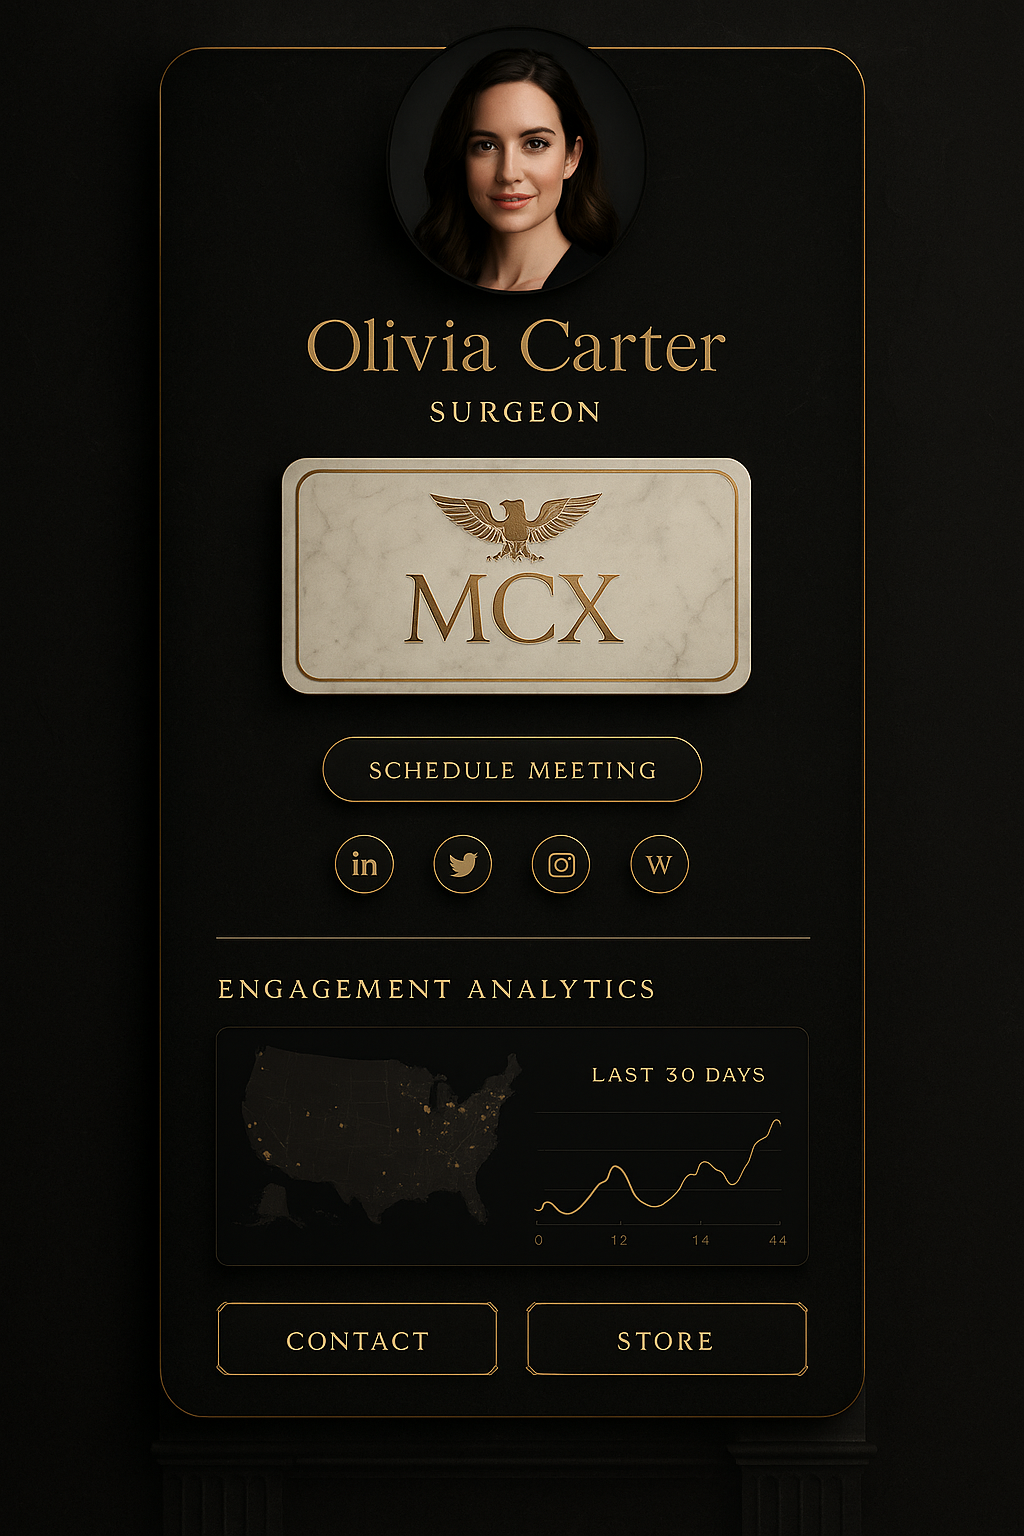 Olivia Carter
SURGEON
MCX
SCHEDULE MEETING
in
W
ENGAGEMENT ANALYTICS
LAST 30 DAYS
0 12 14 44
CONTACT STORE